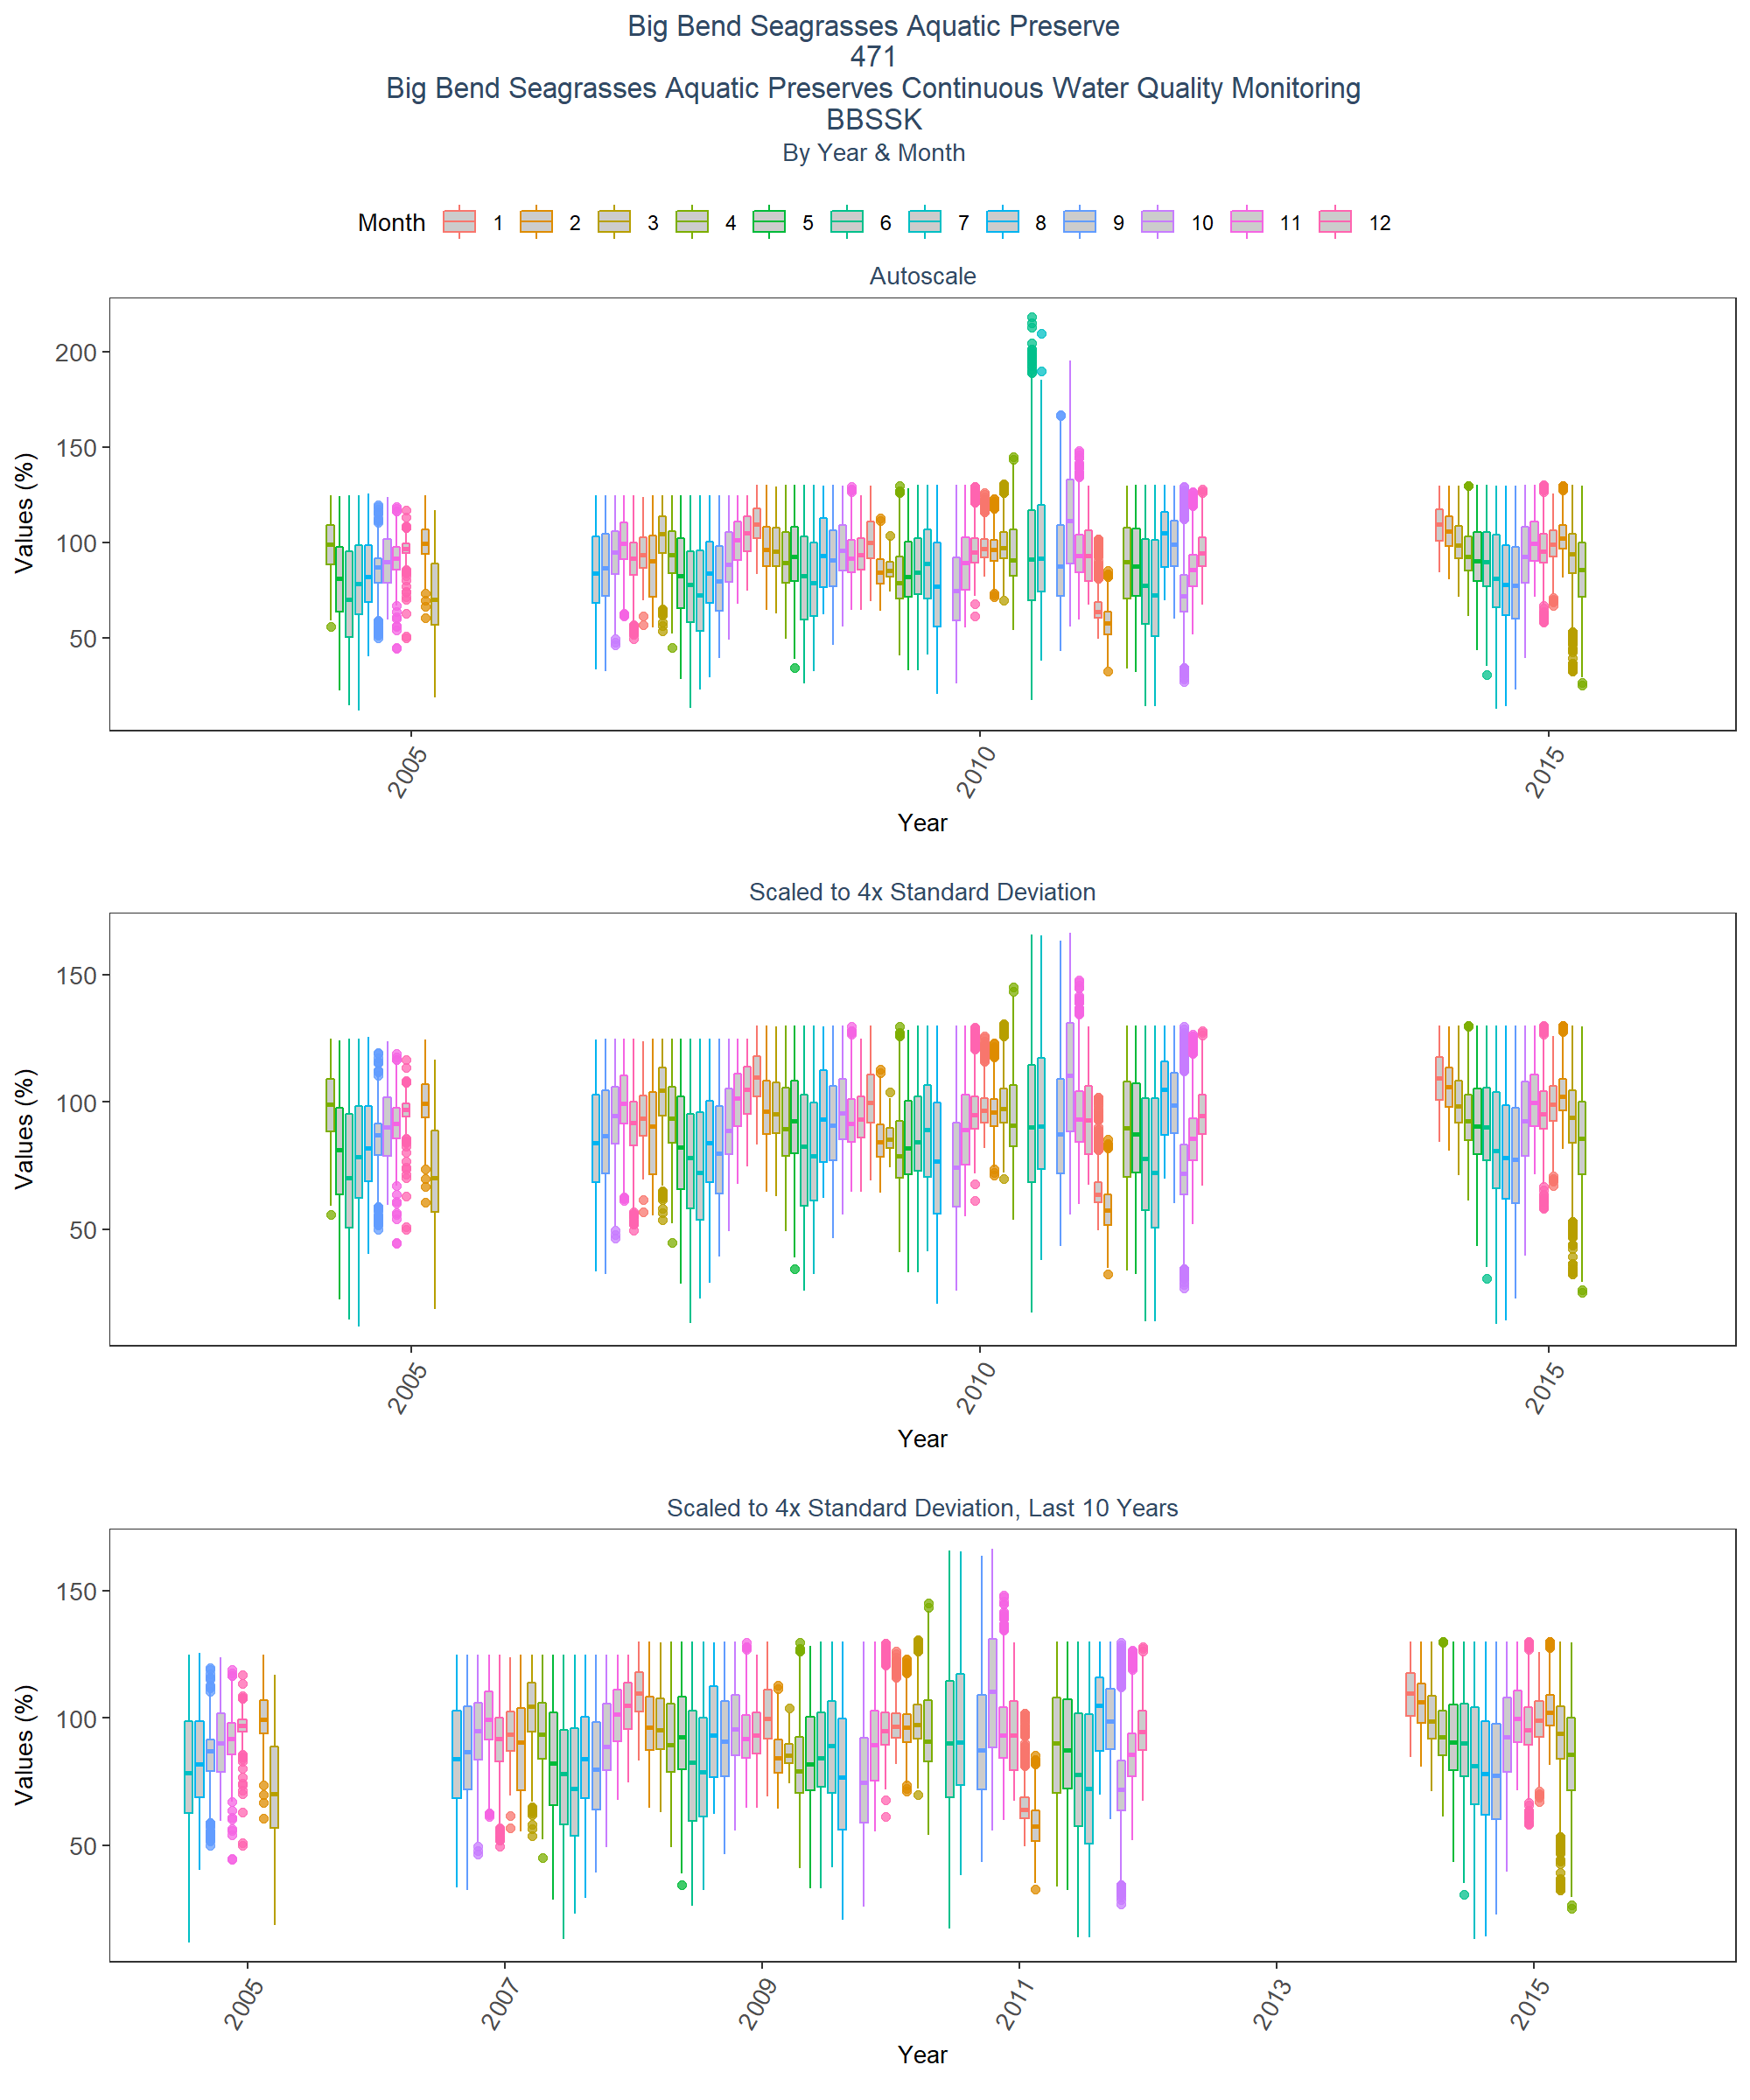 Big Bend Seagrasses Aquatic Preserve
471
Big Bend Seagrasses Aquatic Preserves Continuous Water Quality Monitoring
BBSSK
By Year & Month
Month 1 2 3 4 5 6 7 8 9 10 11 12
Autoscale
Values (%)
200
150
100
50
2005 2010 2015
Year
Scaled to 4x Standard Deviation
Values (%)
150
100
50
2005 2010 2015
Year
Scaled to 4x Standard Deviation, Last 10 Years
Values (%)
150
100
50
2005 2007 2009 2011 2013 2015
Year